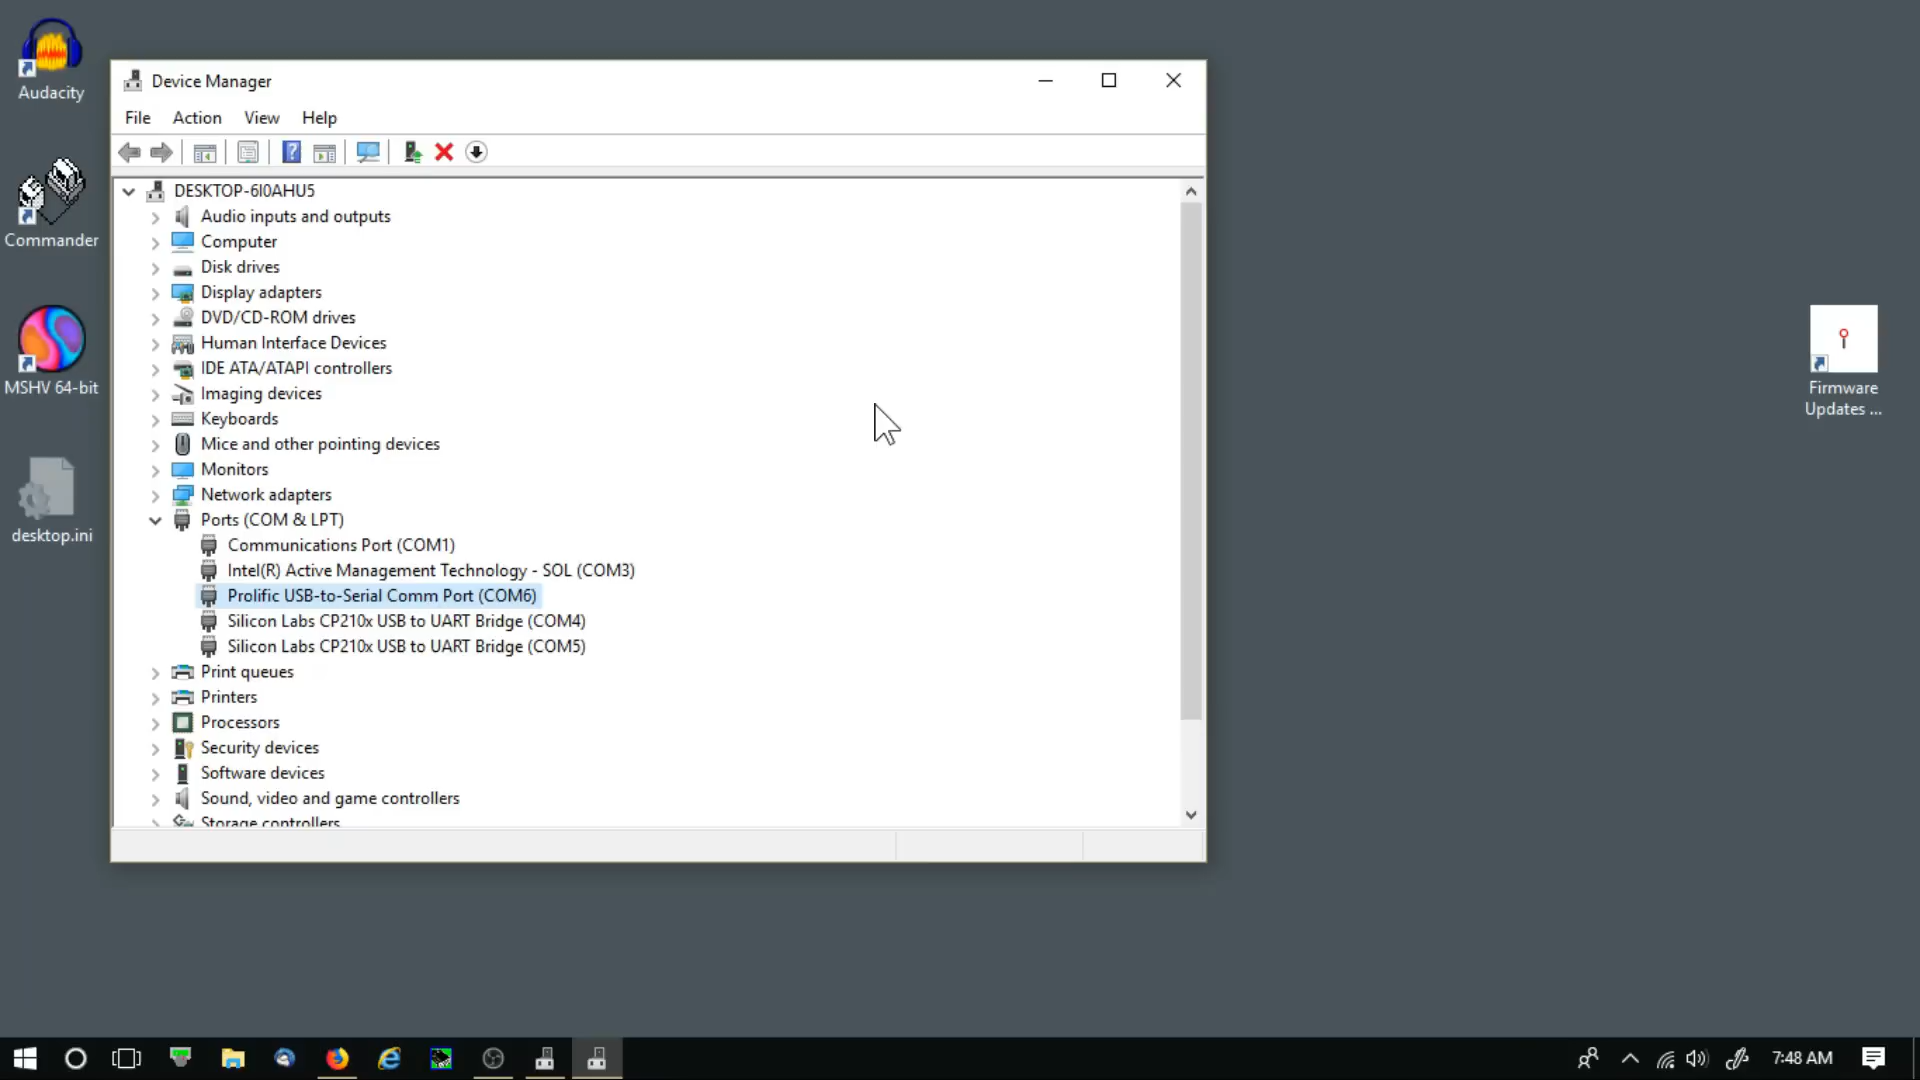 Audacity
Commander
MSHV 64-bit
desktop.ini
Device Manager
File Action View Help
DESKTOP-6I0AHU5
Audio inputs and outputs
Computer
Disk drives
Display adapters
DVD/CD-ROM drives
Human Interface Devices
IDE ATA/ATAPI controllers
Imaging devices
Keyboards
Mice and other pointing devices
Monitors
Network adapters
Ports (COM & LPT)
Communications Port (COM1)
Intel(R) Active Management Technology - SOL (COM3)
Prolific USB-to-Serial Comm Port (COM6)
Silicon Labs CP210x USB to UART Bridge (COM4)
Silicon Labs CP210x USB to UART Bridge (COM5)
Print queues
Printers
Processors
Security devices
Software devices
Sound, video and game controllers
Storage controllers
Firmware
Updates ...
7:48 AM